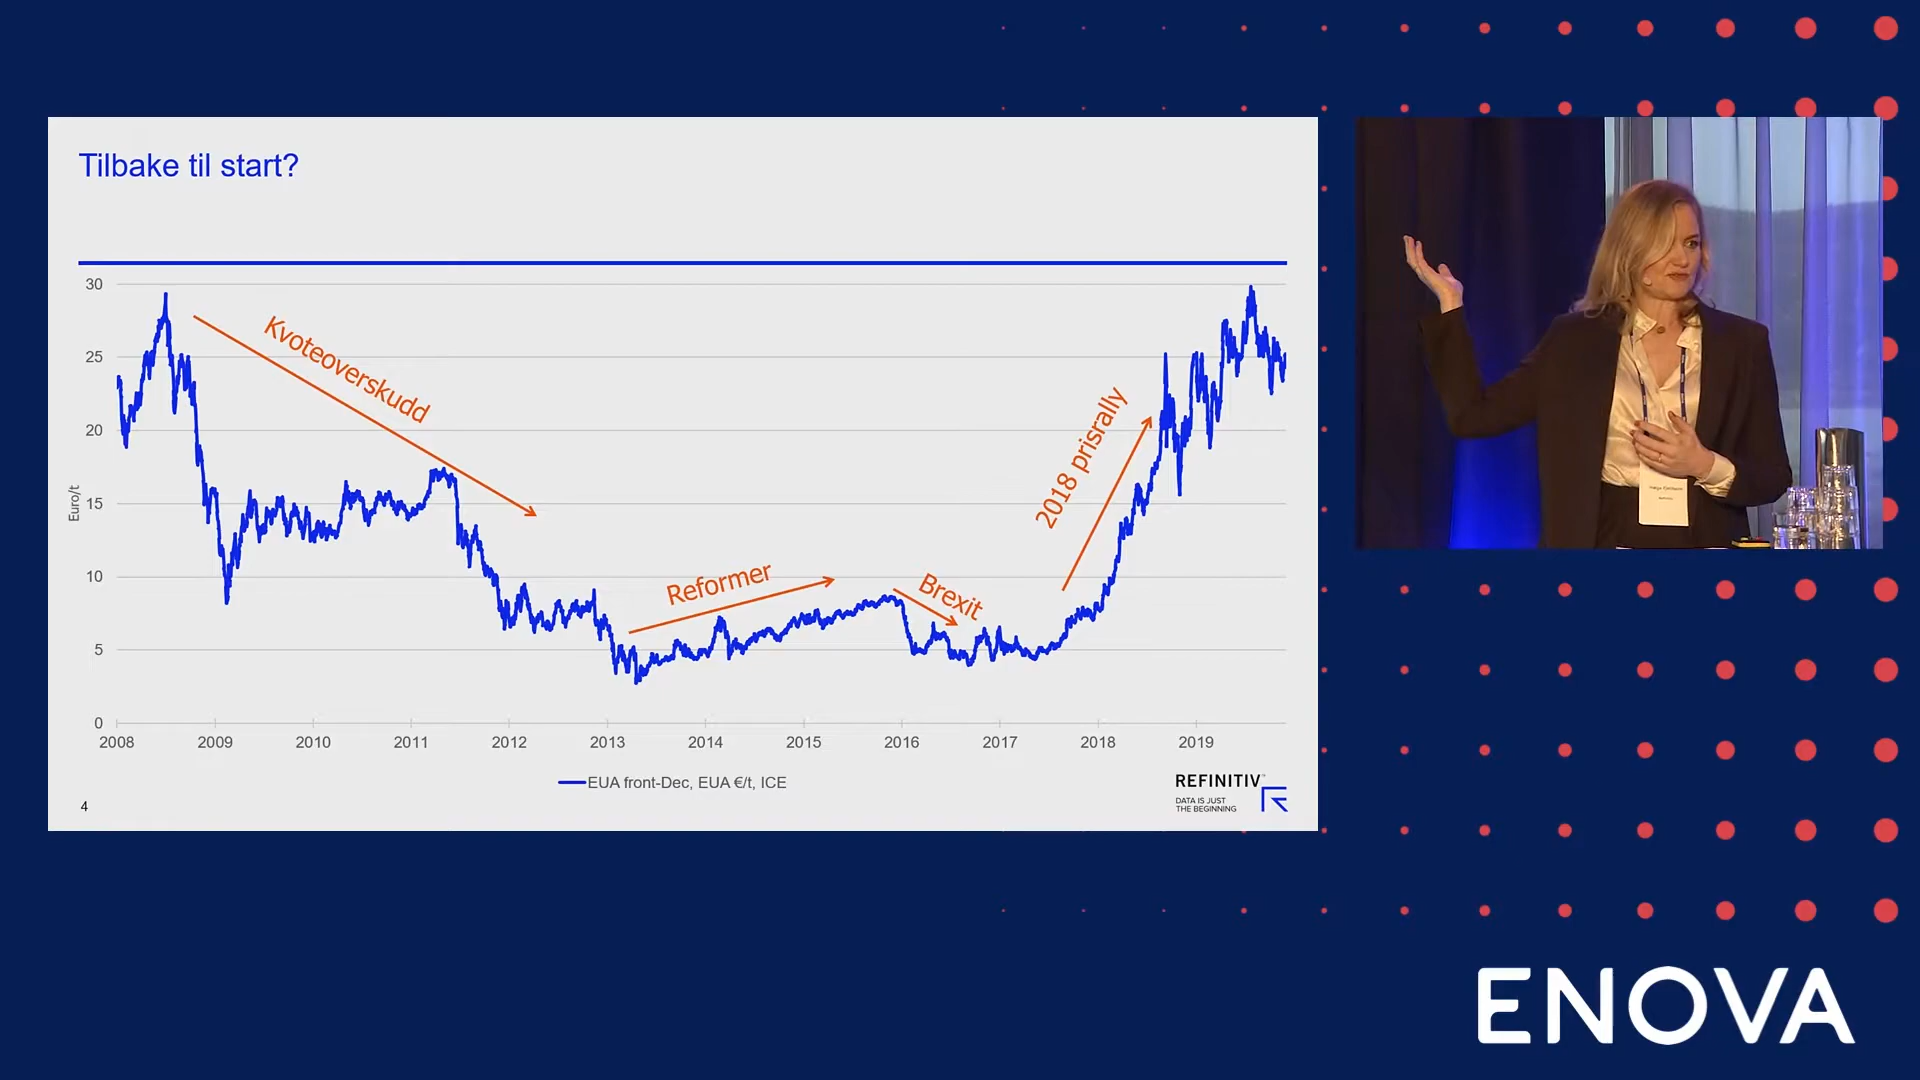 Tilbake til start?
30
25
20
15
10
5
0
Euro/t
Kvoteoverskudd
Reformer
Brexit
2018 prisrally
2008 2009 2010 2011 2012 2013 2014 2015 2016 2017 2018 2019
EUA front-Dec, EUA €/t, ICE
4
REFINITIV™
DATA IS JUST
THE BEGINNING
ENOVA